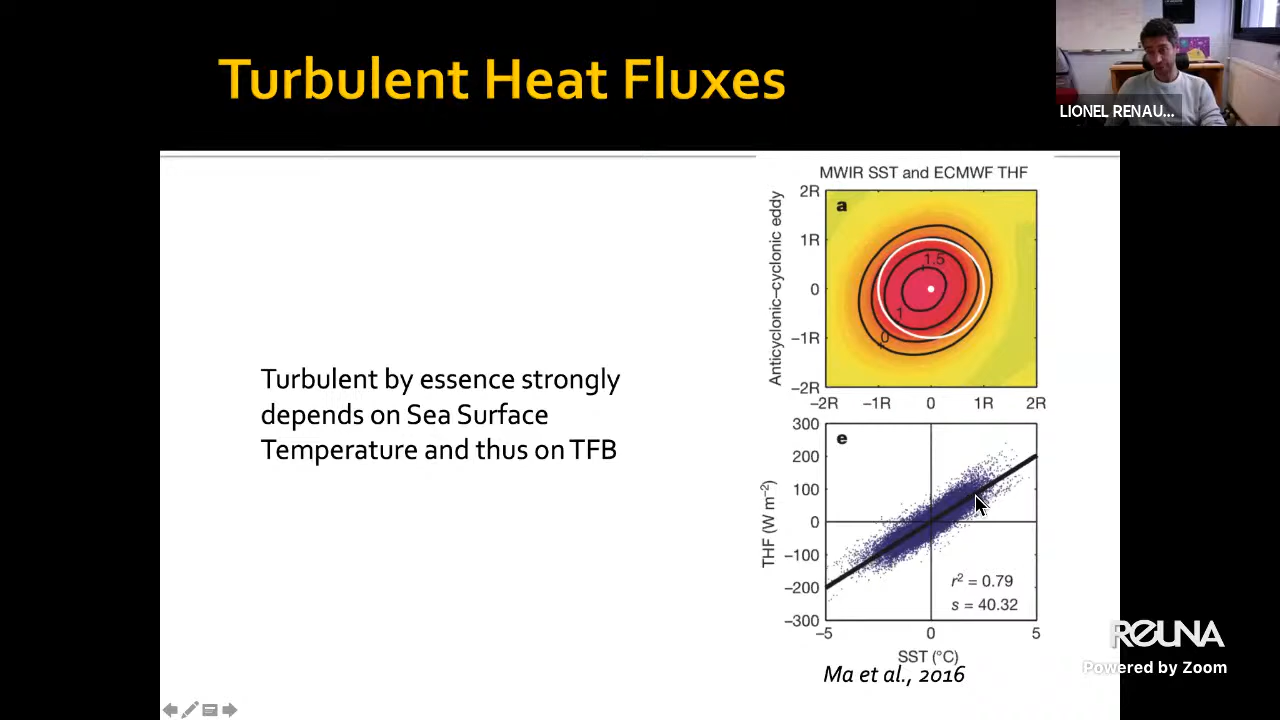 Turbulent Heat Fluxes
LIONEL RENAU...
Turbulent by essence strongly
depends on Sea Surface
Temperature and thus on TFB
MWIR SST and ECMWF THF
Anticyclonic–cyclonic eddy
2R
1R
0
−1R
−2R
a
1.5
1
0
−2R −1R 0 1R 2R
THF (W m⁻²)
300
200
100
0
−100
−200
−300
e
r² = 0.79
s = 40.32
−5 0 5
SST (°C)
Ma et al., 2016
REUNA
Powered by Zoom